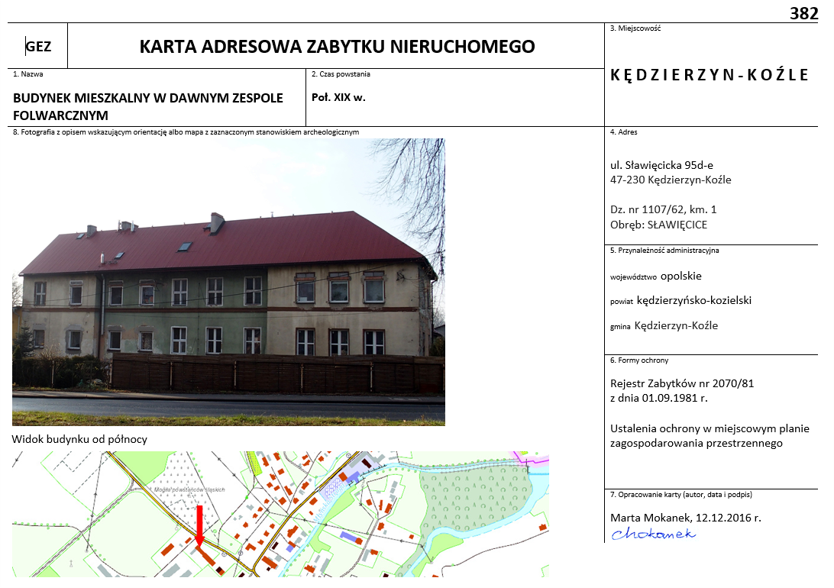 382
GEZ
KARTA ADRESOWA ZABYTKU NIERUCHOMEGO
1. Nazwa
BUDYNEK MIESZKALNY W DAWNYM ZESPOLE
FOLWARCZNYM
2. Czas powstania
Poł. XIX w.
3. Miejscowość
KĘDZIERZYN-KOŹLE
8. Fotografia z opisem wskazującym orientację albo mapa z zaznaczonym stanowiskiem archeologicznym
Widok budynku od północy
4. Adres
ul. Sławięcicka 95d-e
47-230 Kędzierzyn-Koźle
Dz. nr 1107/62, km. 1
Obręb: SŁAWIĘCICE
5. Przynależność administracyjna
województwo opolskie
powiat kędzierzyńsko-kozielski
gmina Kędzierzyn-Koźle
6. Formy ochrony
Rejestr Zabytków nr 2070/81
z dnia 01.09.1981 r.
Ustalenia ochrony w miejscowym planie
zagospodarowania przestrzennego
7. Opracowanie karty (autor, data i podpis)
Marta Mokanek, 12.12.2016 r.